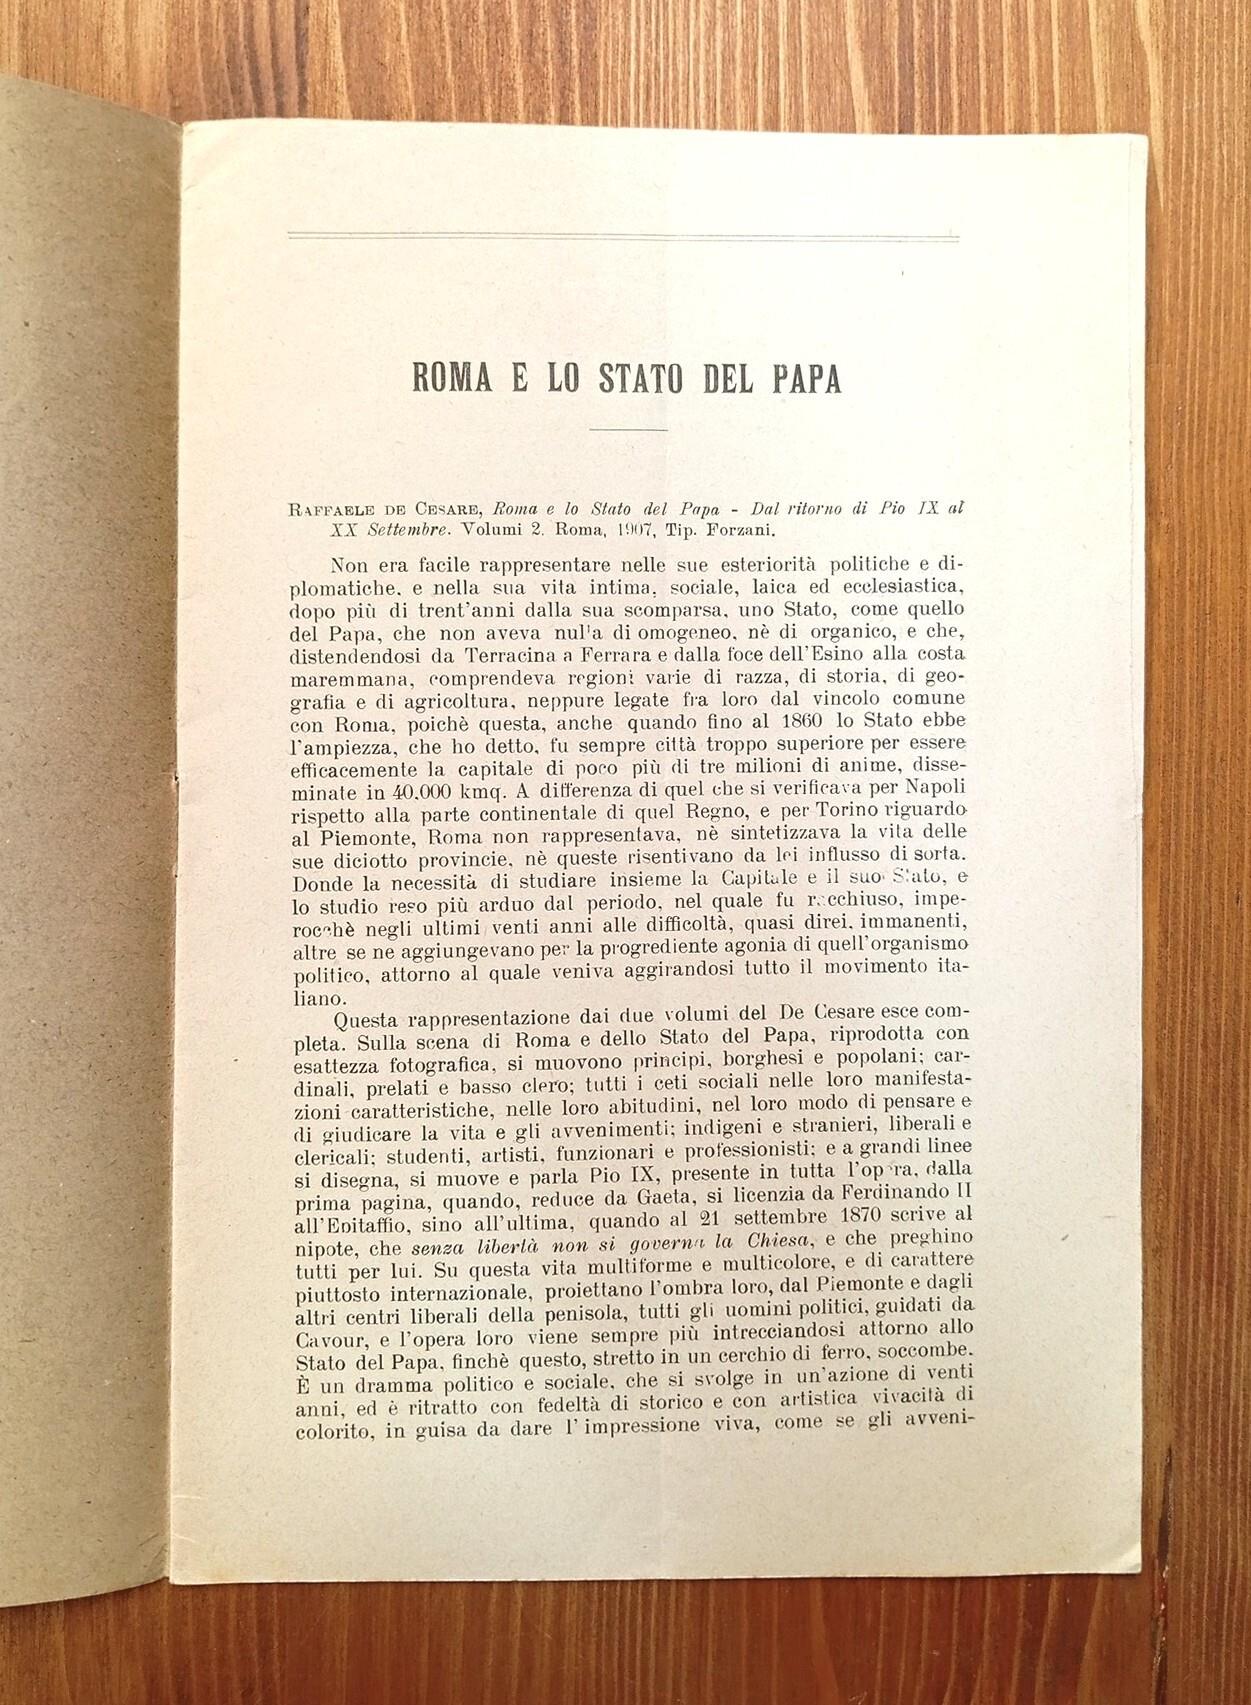 ROMA E LO STATO DEL PAPA
RAFFAELE DE CESARE, Roma e lo Stato del Papa - Dal ritorno di Pio IX al
XX Settembre. Volumi 2. Roma, 1907, Tip. Forzani.
Non era facile rappresentare nelle sue esteriorità politiche e di-
plomatiche, e nella sua vita intima, sociale, laica ed ecclesiastica,
dopo più di trent'anni dalla sua scomparsa, uno Stato, come quello
del Papa, che non aveva nulla di omogeneo, nè di organico, e che,
distendendosi da Terracina a Ferrara e dalla foce dell'Esino alla costa
maremmana, comprendeva regioni varie di razza, di storia, di geo-
grafia e di agricoltura, neppure legate fra loro dal vincolo comune
con Roma, poichè questa, anche quando fino al 1860 lo Stato ebbe
l'ampiezza, che ho detto, fu sempre città troppo superiore per essere
efficacemente la capitale di poco più di tre milioni di anime, disse-
minate in 40.000 kmq. A differenza di quel che si verificava per Napoli
rispetto alla parte continentale di quel Regno, e per Torino riguardo
al Piemonte, Roma non rappresentava, nè sintetizzava la vita delle
sue diciotto provincie, nè queste risentivano da lei influsso di sorta.
Donde la necessità di studiare insieme la Capitale e il suo Stato, e
lo studio reso più arduo dal periodo, nel quale fu racchiuso, impe-
rocchè negli ultimi venti anni alle difficoltà, quasi direi, immanenti,
altre se ne aggiungevano per la progrediente agonia di quell'organismo
politico, attorno al quale veniva aggirandosi tutto il movimento ita-
liano.
Questa rappresentazione dai due volumi del De Cesare esce com-
pleta. Sulla scena di Roma e dello Stato del Papa, riprodotta con
esattezza fotografica, si muovono principi, borghesi e popolani; car-
dinali, prelati e basso clero; tutti i ceti sociali nelle loro manifesta-
zioni caratteristiche, nelle loro abitudini, nel loro modo di pensare e
di giudicare la vita e gli avvenimenti; indigeni e stranieri, liberali e
clericali; studenti, artisti, funzionari e professionisti; e a grandi linee
si disegna, si muove e parla Pio IX, presente in tutta l'opera, dalla
prima pagina, quando, reduce da Gaeta, si licenzia da Ferdinando II
all'Epitaffio, sino all'ultima, quando al 21 settembre 1870 scrive al
nipote, che senza libertà non si governa la Chiesa, e che preghino
tutti per lui. Su questa vita multiforme e multicolore, e di carattere
piuttosto internazionale, proiettano l'ombra loro, dal Piemonte e dagli
altri centri liberali della penisola, tutti gli uomini politici, guidati da
Cavour, e l'opera loro viene sempre più intrecciandosi attorno allo
Stato del Papa, finchè questo, stretto in un cerchio di ferro, soccombe.
È un dramma politico e sociale, che si svolge in un'azione di venti
anni, ed è ritratto con fedeltà di storico e con artistica vivacità di
colorito, in guisa da dare l'impressione viva, come se gli avveni-